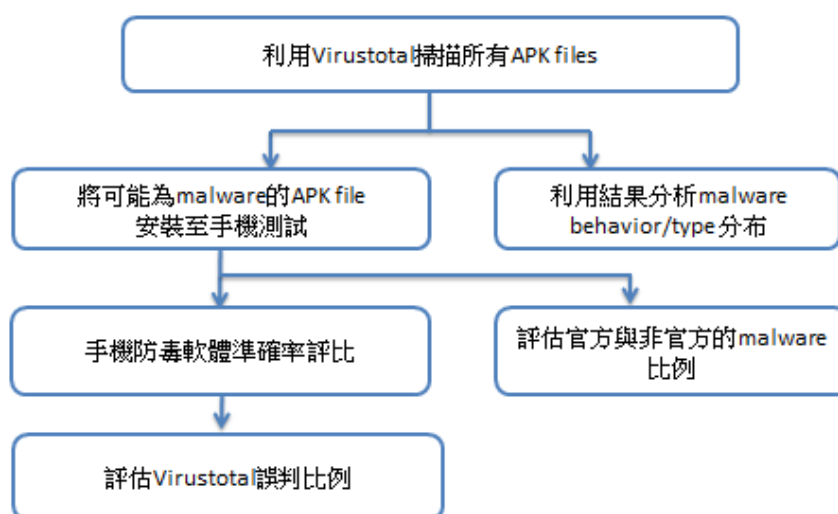 利用Virustotal掃描所有APK files
將可能為malware的APK file
安裝至手機測試
利用結果分析malware
behavior/type分布
手機防毒軟體準確率評比
評估官方與非官方的malware
比例
評估Virustotal誤判比例